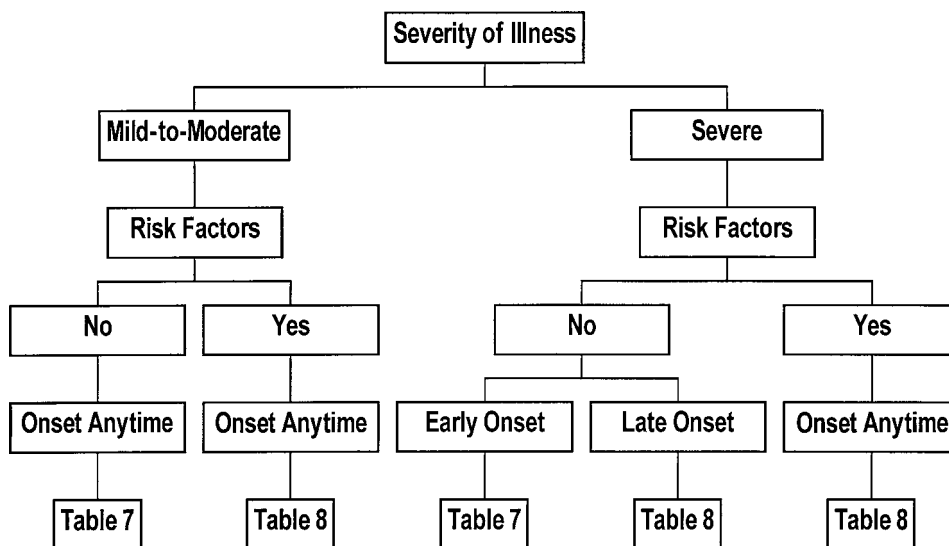 Severity of Illness
Mild-to-Moderate
Severe
Risk Factors
Risk Factors
No
Yes
No
Yes
Onset Anytime
Onset Anytime
Early Onset
Late Onset
Onset Anytime
Table 7
Table 8
Table 7
Table 8
Table 8